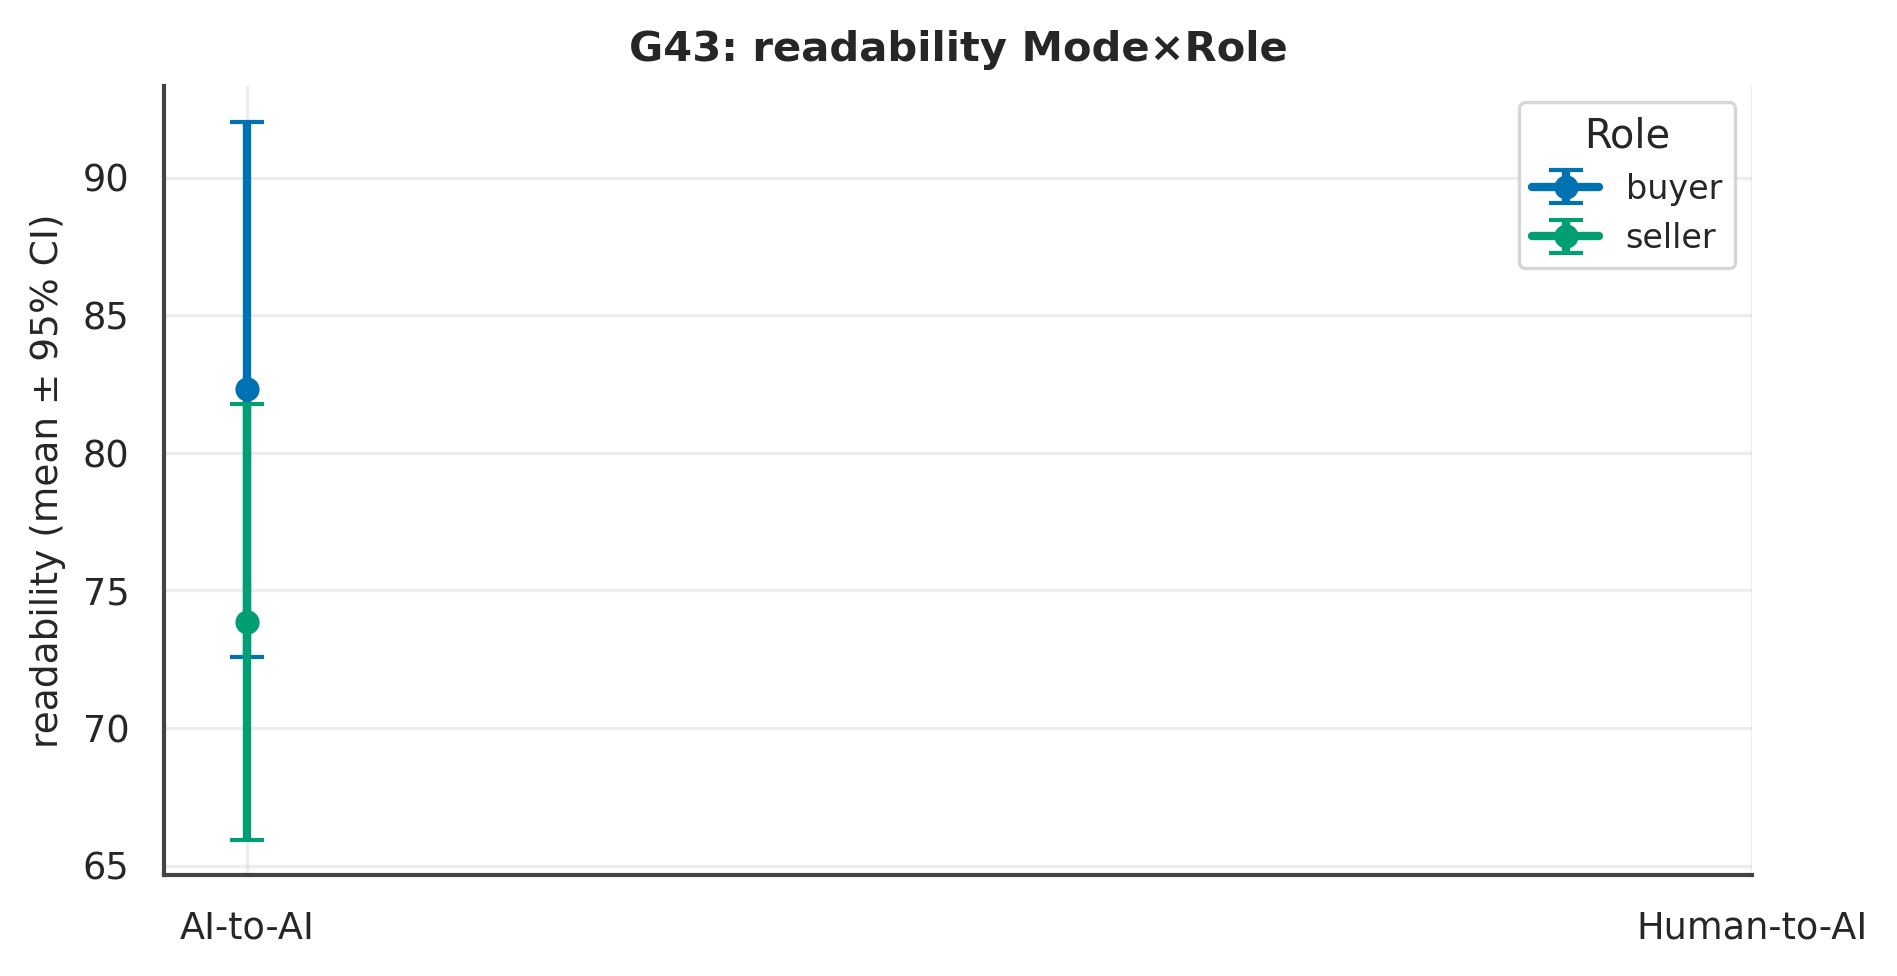 G43: readability Mode×Role
readability (mean ± 95% CI)
90
85
80
75
70
65
Role
buyer
seller
AI-to-AI
Human-to-AI